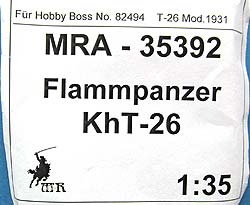 Für Hobby Boss No. 82494 T-26 Mod.1931
MRA - 35392
Flammpanzer
KhT-26
MR
1:35